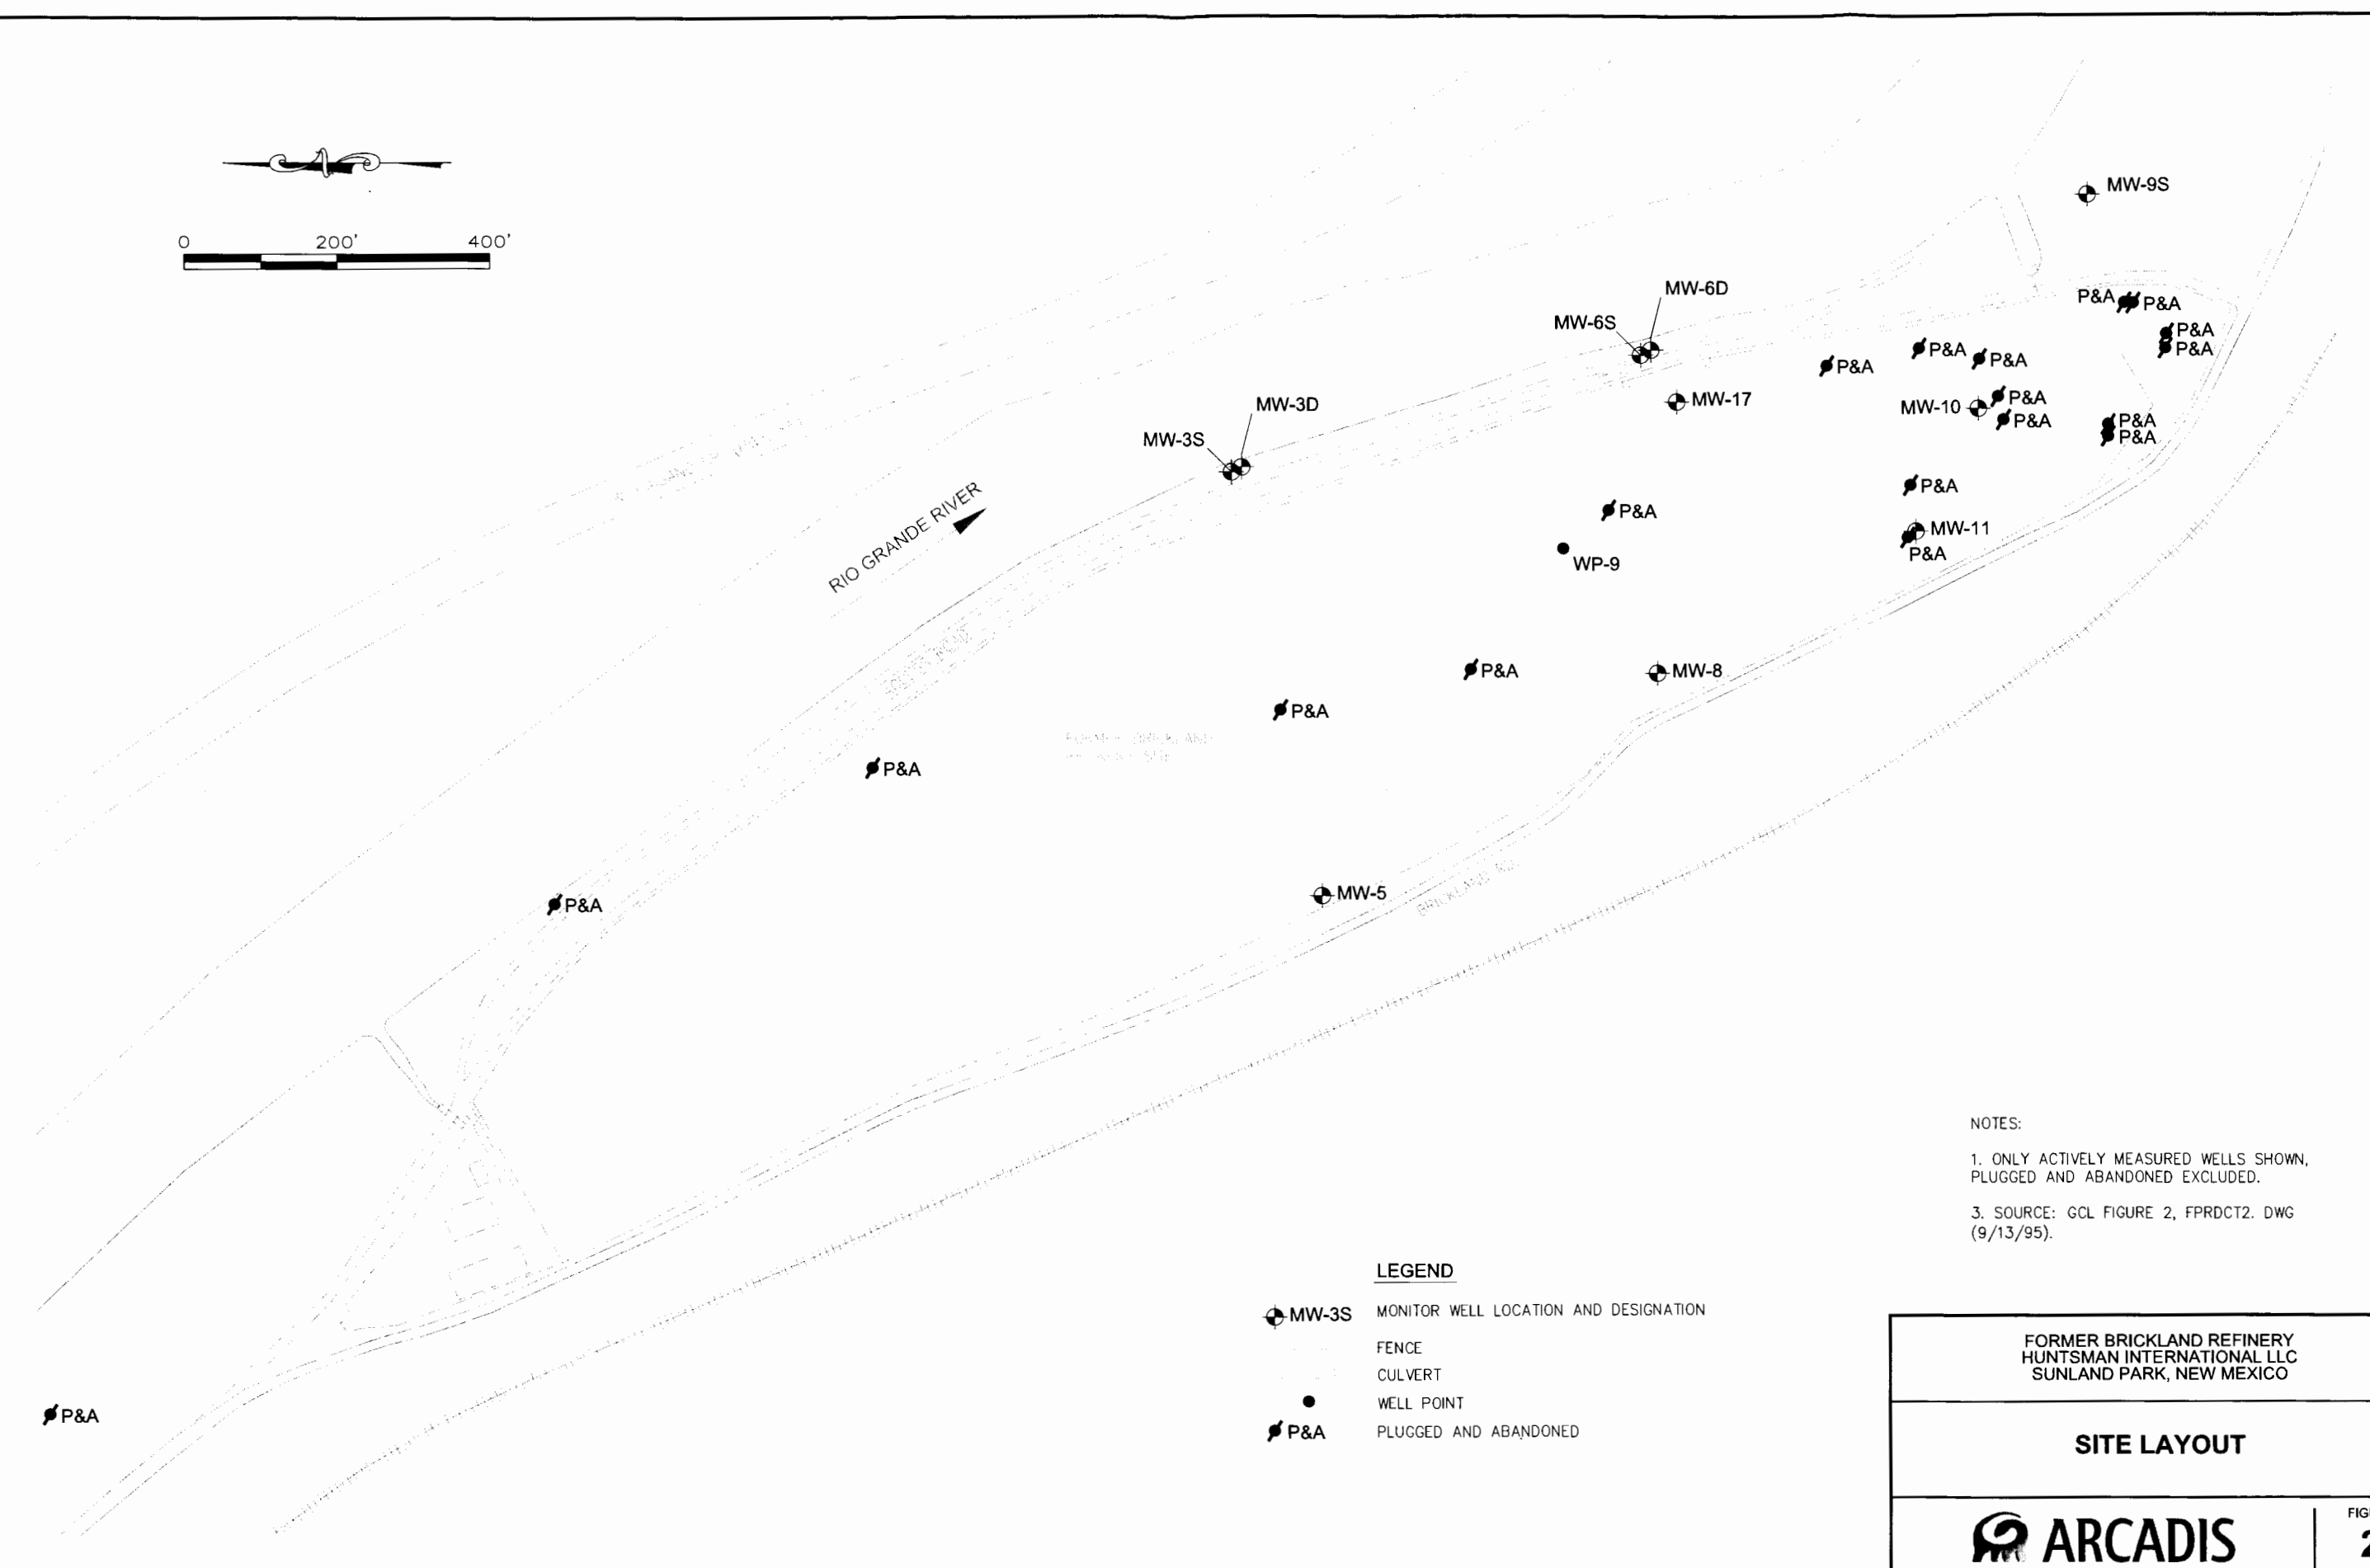 0 200' 400'
MW-9S
MW-6D
MW-6S
P&A
P&A
P&A
P&A
P&A
P&A
P&A
MW-17
MW-3D
MW-10
P&A
P&A
MW-3S
P&A
P&A
P&A
RIO GRANDE RIVER
P&A
MW-11
P&A
WP-9
P&A
MW-8
P&A
P&A
P&A
MW-5
BRICKLAND RD.
P&A
NOTES:
1. ONLY ACTIVELY MEASURED WELLS SHOWN,
PLUGGED AND ABANDONED EXCLUDED.
3. SOURCE: GCL FIGURE 2, FPRDCT2. DWG
(9/13/95).
LEGEND
MW-3S MONITOR WELL LOCATION AND DESIGNATION
FENCE
CULVERT
WELL POINT
P&A PLUGGED AND ABANDONED
FORMER BRICKLAND REFINERY
HUNTSMAN INTERNATIONAL LLC
SUNLAND PARK, NEW MEXICO
SITE LAYOUT
ARCADIS